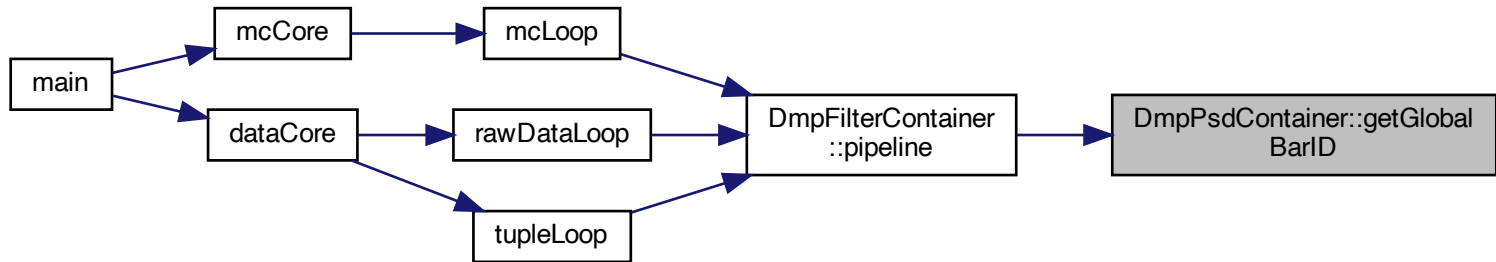 main
mcCore
dataCore
mcLoop
rawDataLoop
tupleLoop
DmpFilterContainer
::pipeline
DmpPsdContainer::getGlobal
BarID